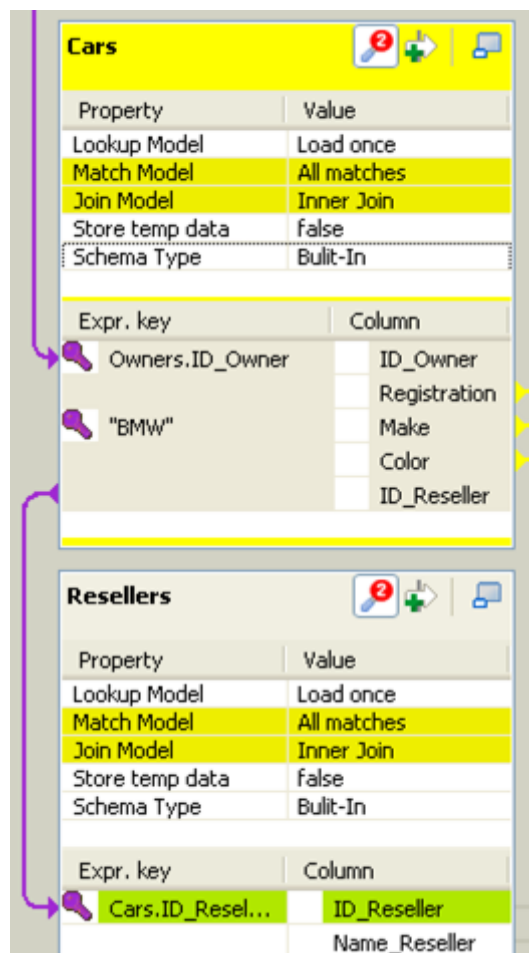 Cars 2
Property Value
Lookup Model Load once
Match Model All matches
Join Model Inner Join
Store temp data false
Schema Type Bulit-In
Expr. key Column
Owners.ID_Owner ID_Owner
Registration
"BMW" Make
Color
ID_Reseller
Resellers 2
Property Value
Lookup Model Load once
Match Model All matches
Join Model Inner Join
Store temp data false
Schema Type Bulit-In
Expr. key Column
Cars.ID_Resel... ID_Reseller
Name_Reseller